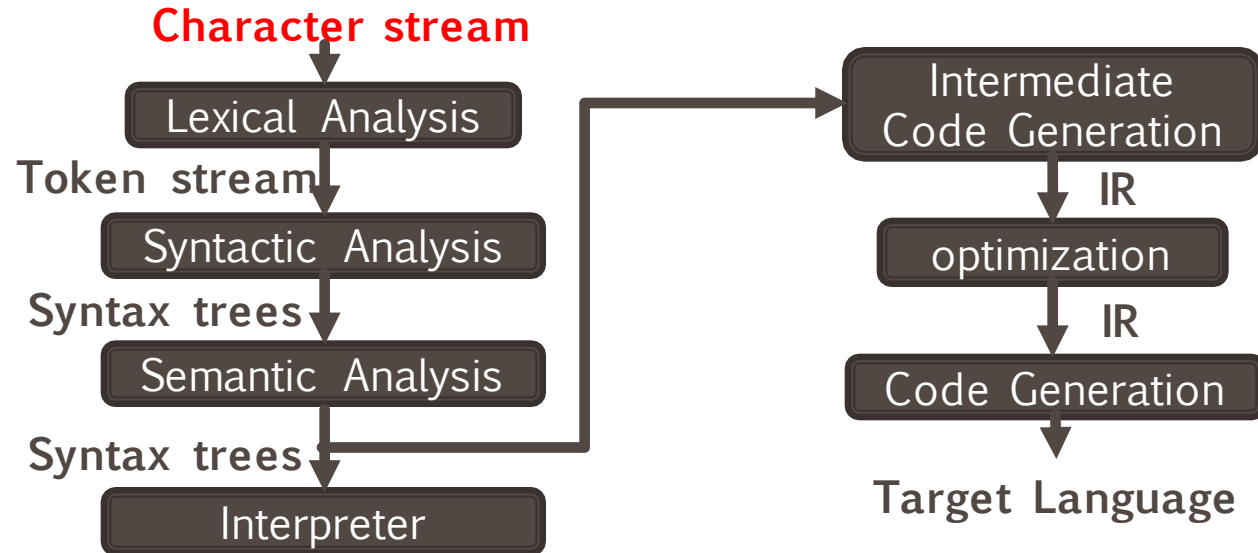 Character stream
Lexical Analysis
Token stream
Syntactic Analysis
Syntax trees
Semantic Analysis
Syntax trees
Interpreter
Intermediate
Code Generation
IR
optimization
IR
Code Generation
Target Language